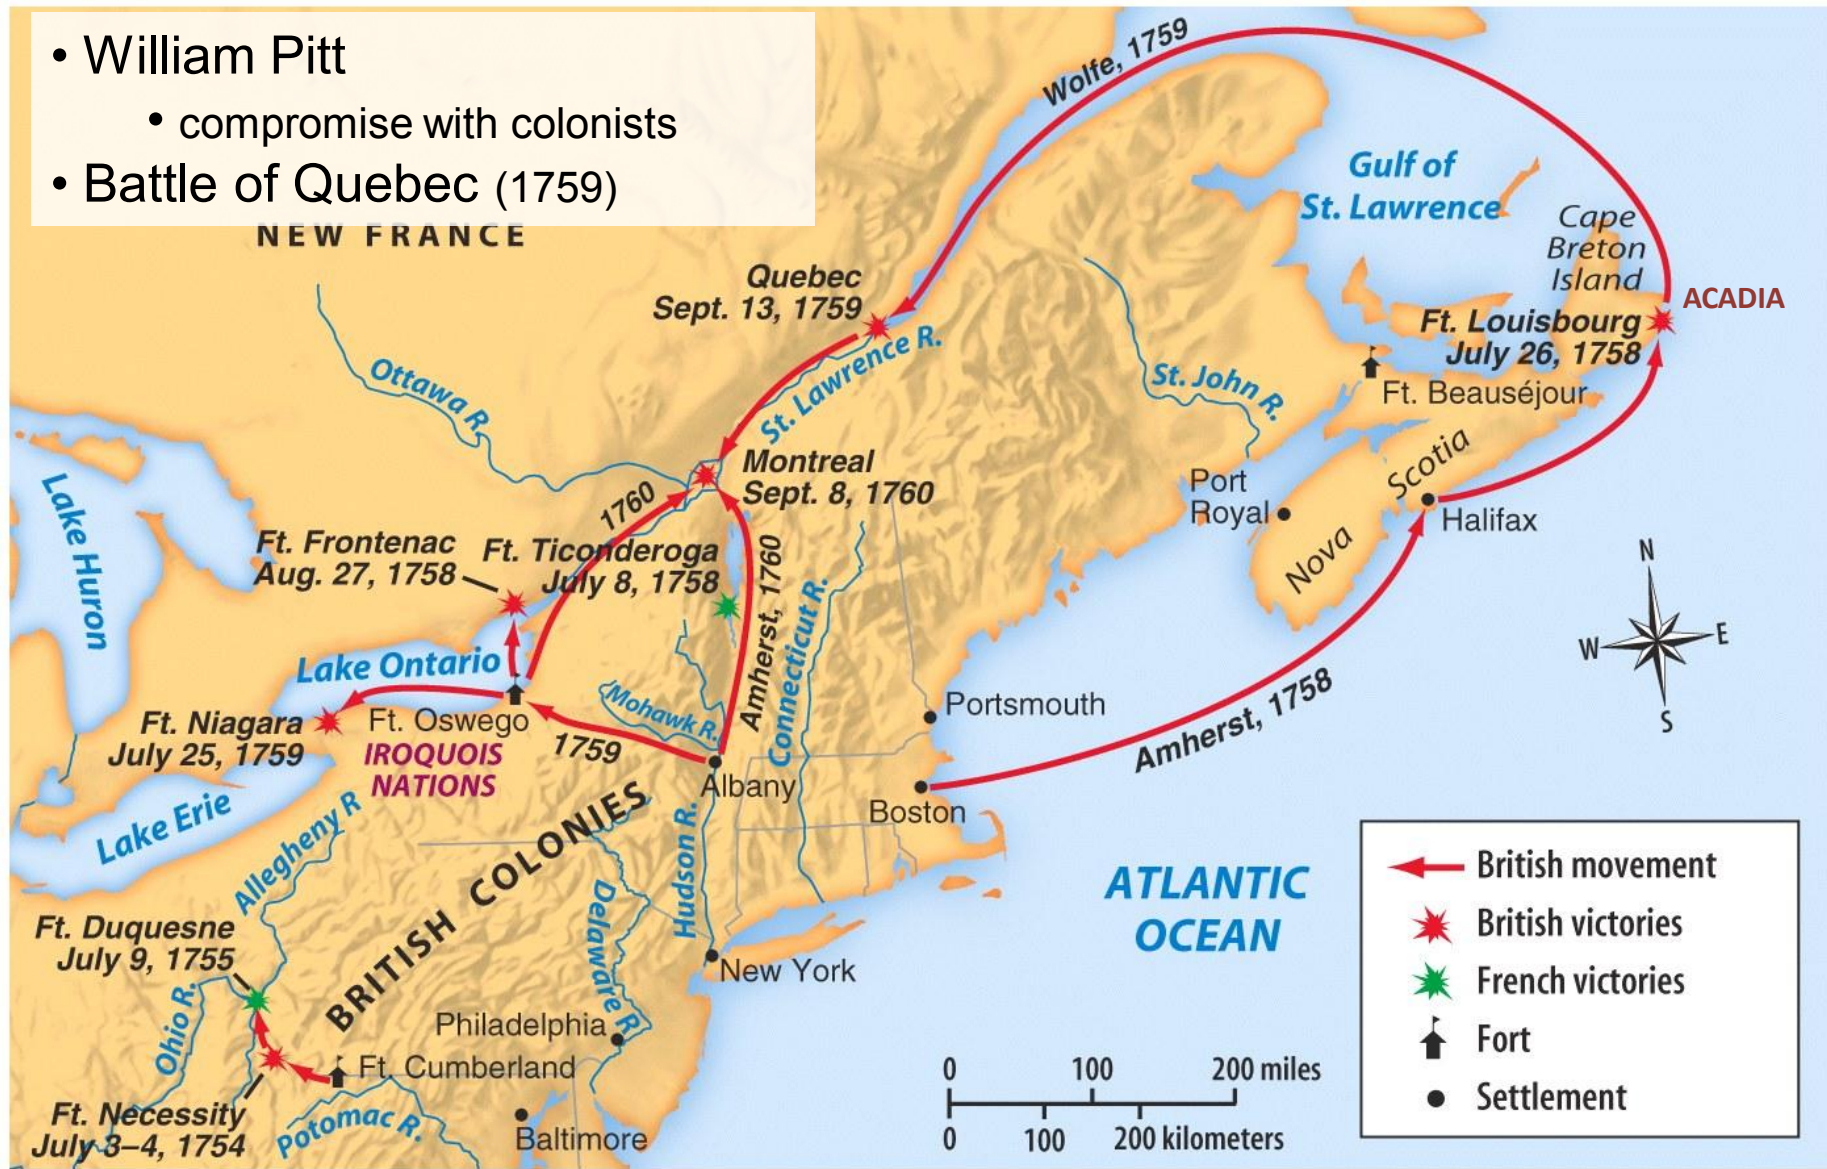 • William Pitt
• compromise with colonists
• Battle of Quebec (1759)
NEW FRANCE
Wolfe, 1759
Gulf of
St. Lawrence
Cape
Breton
Island
ACADIA
Quebec
Sept. 13, 1759
Ft. Louisbourg
July 26, 1758
St. Lawrence R.
Ottawa R.
St. John R.
Ft. Beauséjour
Montreal
Sept. 8, 1760
1760
Port
Royal
Nova
Scotia
Halifax
Lake Huron
Ft. Frontenac
Aug. 27, 1758
Ft. Ticonderoga
July 8, 1758
Amherst, 1760
Connecticut R.
N
W
E
S
Lake Ontario
Mohawk R.
Ft. Niagara
July 25, 1759
Ft. Oswego
IROQUOIS
NATIONS
1759
Portsmouth
Amherst, 1758
Albany
Boston
Lake Erie
Allegheny R
BRITISH COLONIES
Hudson R.
Delaware R.
ATLANTIC
OCEAN
Ft. Duquesne
July 9, 1755
New York
Ohio R.
Philadelphia
Ft. Cumberland
Ft. Necessity
July 3–4, 1754
Potomac R.
Baltimore
0 100 200 miles
0 100 200 kilometers
British movement
British victories
French victories
Fort
Settlement